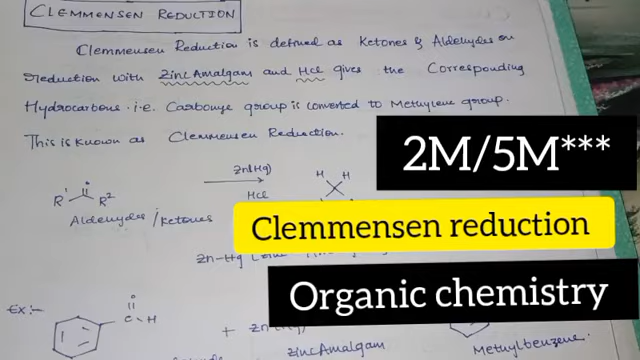 CLEMMENSEN REDUCTION
Clemmensen Reduction is defined as Ketones & Aldehydes on
reduction with Zinc Amalgam and HCl gives the Corresponding
Hydrocarbons i.e. Carbonyl group is converted to Methylene group.
This is known as Clemmensen Reduction.
2M/5M***
Zn(Hg)
HCl
H H
R' C R²
Aldehydes/Ketones
Clemmensen reduction
Zn-Hg
Organic chemistry
Ex:-
C-H
+
Zinc Amalgam
Methylbenzene.